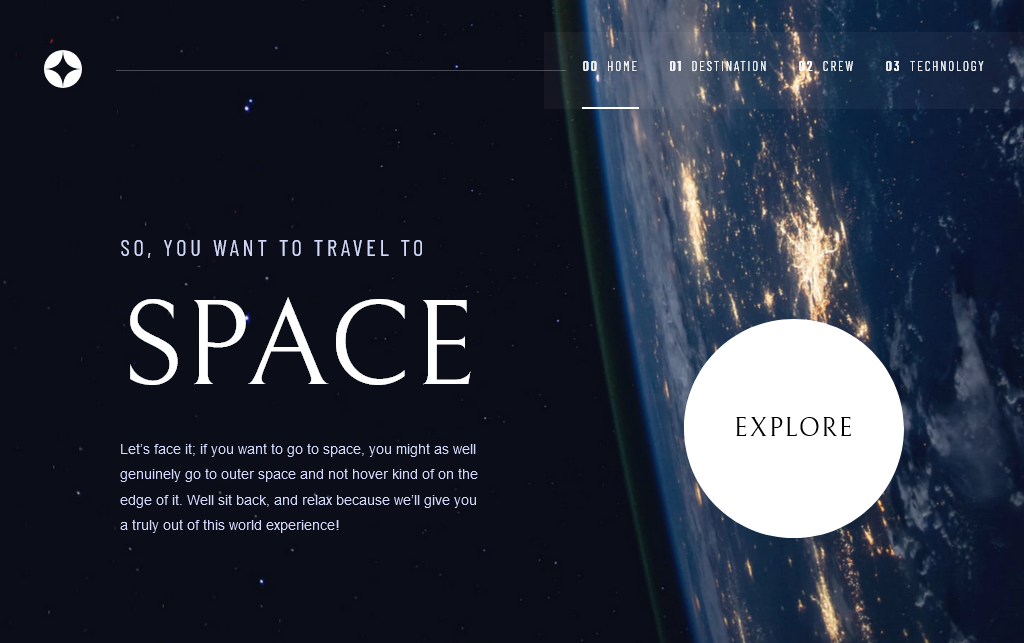 00 HOME 01 DESTINATION 02 CREW 03 TECHNOLOGY
SO, YOU WANT TO TRAVEL TO
SPACE
Let’s face it; if you want to go to space, you might as well
genuinely go to outer space and not hover kind of on the
edge of it. Well sit back, and relax because we’ll give you
a truly out of this world experience!
EXPLORE